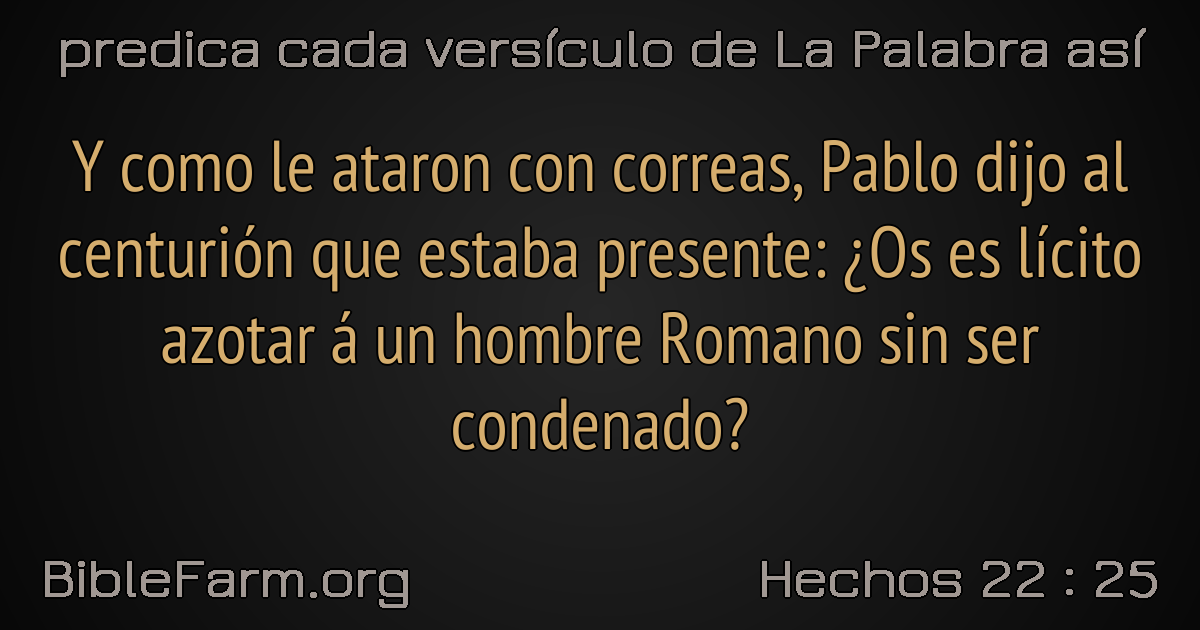 predica cada versículo de La Palabra así
Y como le ataron con correas, Pablo dijo al
centurión que estaba presente: ¿Os es lícito
azotar á un hombre Romano sin ser
condenado?
BibleFarm.org
Hechos 22 : 25